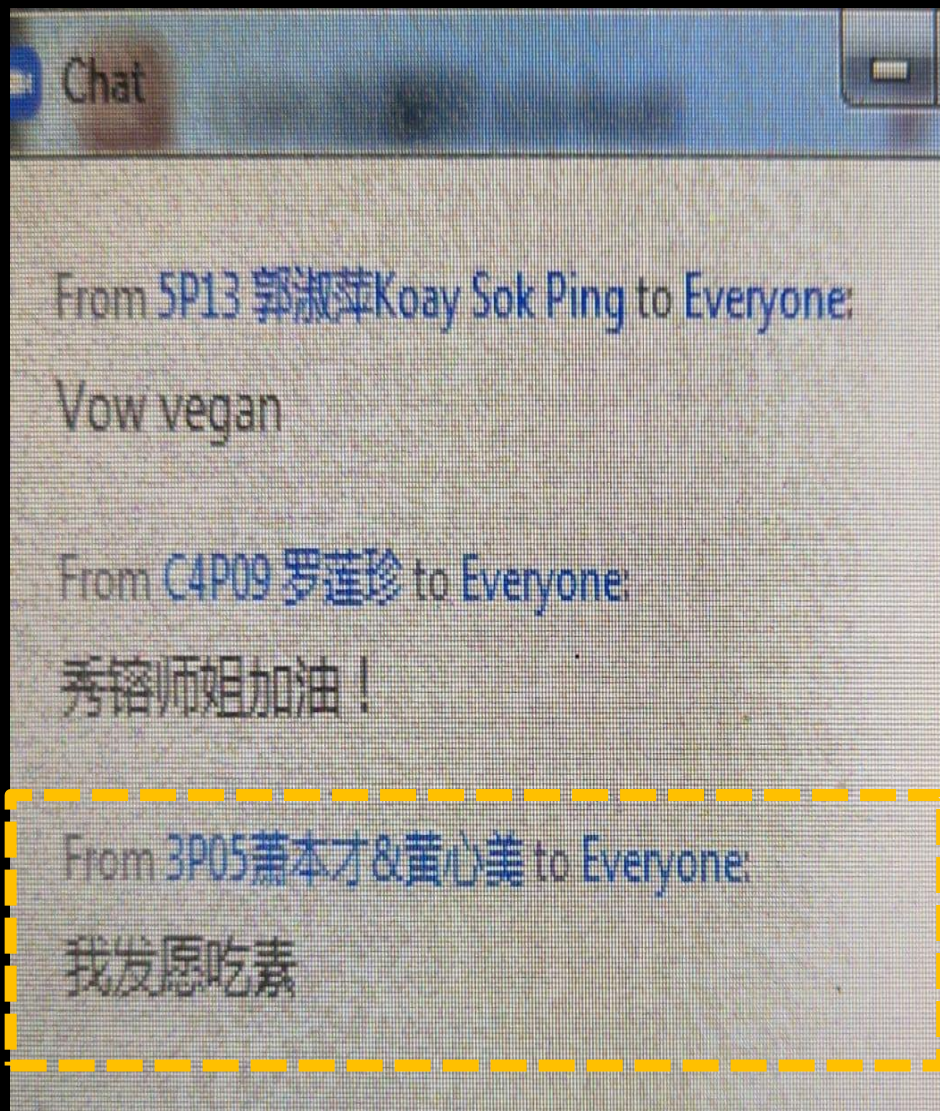 Chat
From 5P13 郭淑萍Koay Sok Ping to Everyone:
Vow vegan
From C4P09 罗莲珍 to Everyone:
秀镕师姐加油！
From 3P05萧本才&黄心美 to Everyone:
我发愿吃素